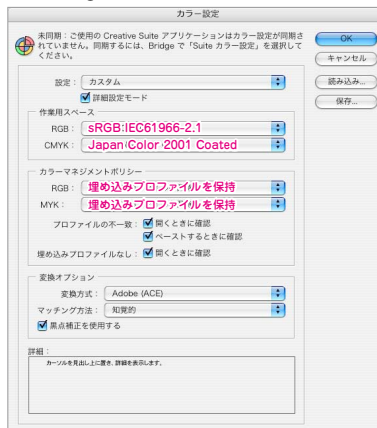 カラー設定
未同期：ご使用の Creative Suite アプリケーションはカラー設定が同期さ
れていません。同期するには、Bridge で「Suite カラー設定」を選択して
ください。
OK
キャンセル
読み込み...
保存...
設定： カスタム
詳細設定モード
作業用スペース
RGB： sRGB:IEC61966-2.1
CMYK： Japan Color 2001 Coated
カラーマネジメントポリシー
RGB： 埋め込みプロファイルを保持
MYK： 埋め込みプロファイルを保持
プロファイルの不一致： 開くときに確認
ペーストするときに確認
埋め込みプロファイルなし： 開くときに確認
変換オプション
変換方式： Adobe (ACE)
マッチング方法： 知覚的
黒点補正を使用する
詳細：
カーソルを見出し上に置き、詳細を表示します。